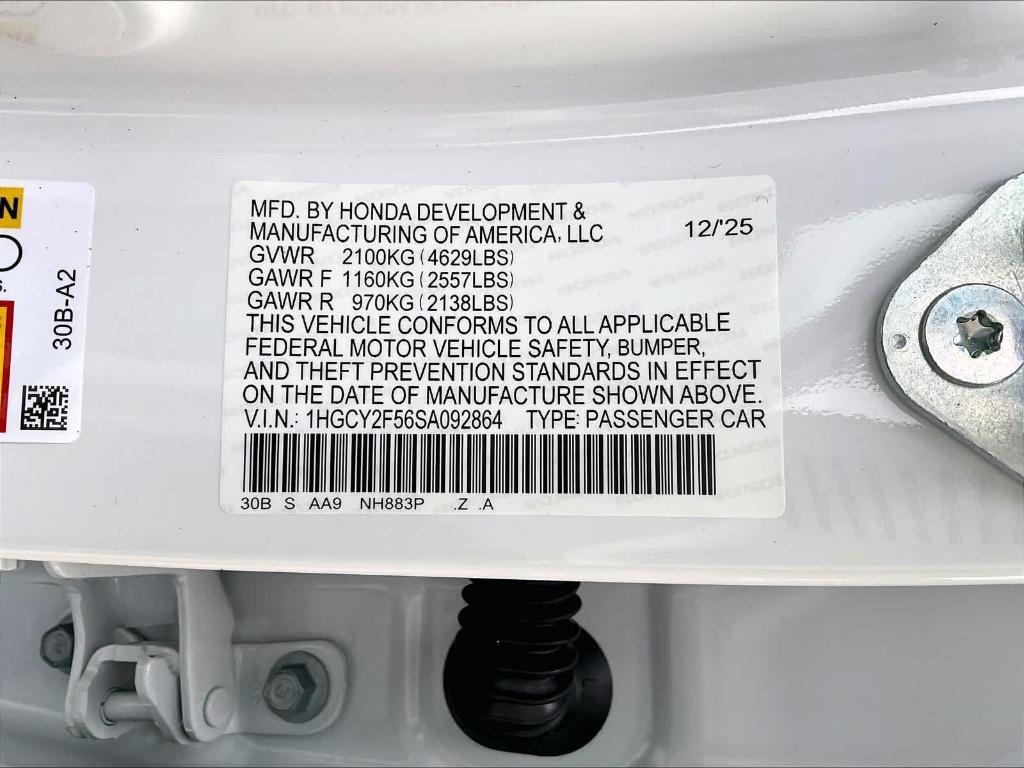 MFD. BY HONDA DEVELOPMENT &
MANUFACTURING OF AMERICA, LLC 12/'25
GVWR 2100KG (4629LBS)
GAWR F 1160KG (2557LBS)
GAWR R 970KG (2138LBS)
THIS VEHICLE CONFORMS TO ALL APPLICABLE
FEDERAL MOTOR VEHICLE SAFETY, BUMPER,
AND THEFT PREVENTION STANDARDS IN EFFECT
ON THE DATE OF MANUFACTURE SHOWN ABOVE.
V.I.N.: 1HGCY2F56SA092864 TYPE: PASSENGER CAR
30B S AA9 NH883P .Z .A
N
S.
30B-A2